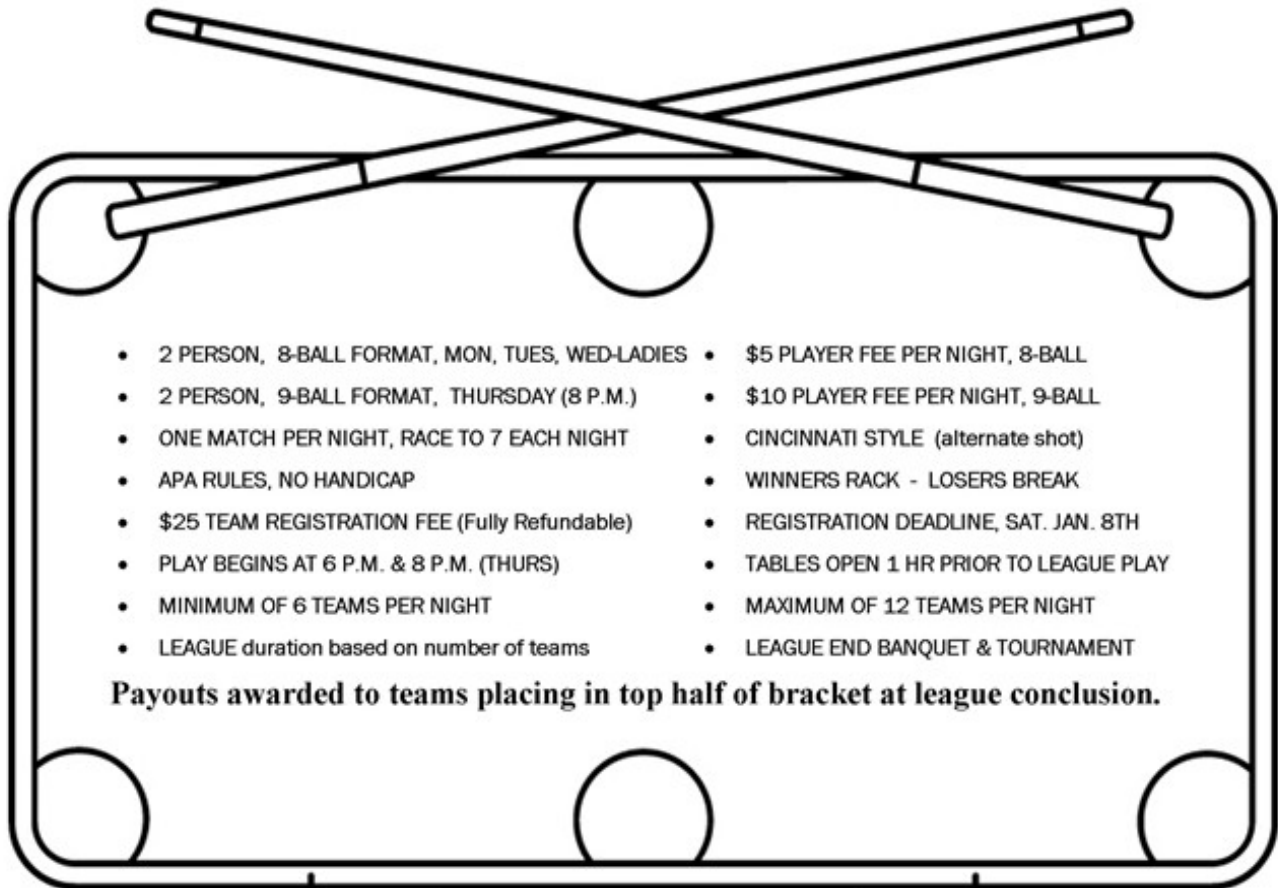 • 2 PERSON, 8-BALL FORMAT, MON, TUES, WED-LADIES
• 2 PERSON, 9-BALL FORMAT, THURSDAY (8 P.M.)
• ONE MATCH PER NIGHT, RACE TO 7 EACH NIGHT
• APA RULES, NO HANDICAP
• $25 TEAM REGISTRATION FEE (Fully Refundable)
• PLAY BEGINS AT 6 P.M. & 8 P.M. (THURS)
• MINIMUM OF 6 TEAMS PER NIGHT
• LEAGUE duration based on number of teams
• $5 PLAYER FEE PER NIGHT, 8-BALL
• $10 PLAYER FEE PER NIGHT, 9-BALL
• CINCINNATI STYLE (alternate shot)
• WINNERS RACK - LOSERS BREAK
• REGISTRATION DEADLINE, SAT. JAN. 8TH
• TABLES OPEN 1 HR PRIOR TO LEAGUE PLAY
• MAXIMUM OF 12 TEAMS PER NIGHT
• LEAGUE END BANQUET & TOURNAMENT
Payouts awarded to teams placing in top half of bracket at league conclusion.